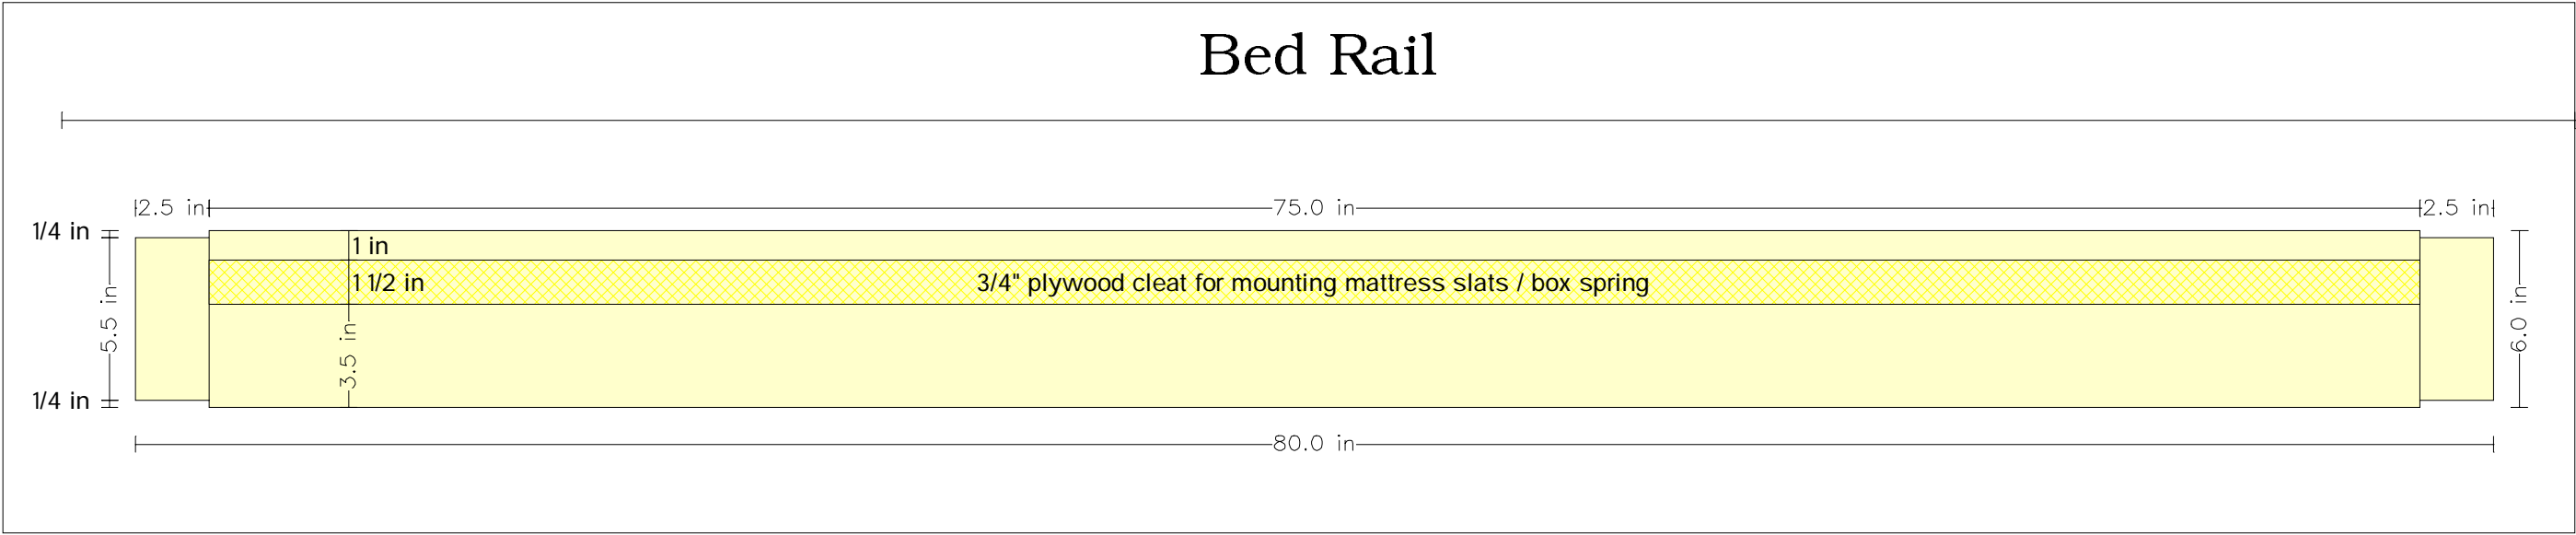 Bed Rail
2.5 in
75.0 in
2.5 in
1/4 in
1 in
1 1/2 in
3/4" plywood cleat for mounting mattress slats / box spring
5.5 in
3.5 in
6.0 in
1/4 in
80.0 in